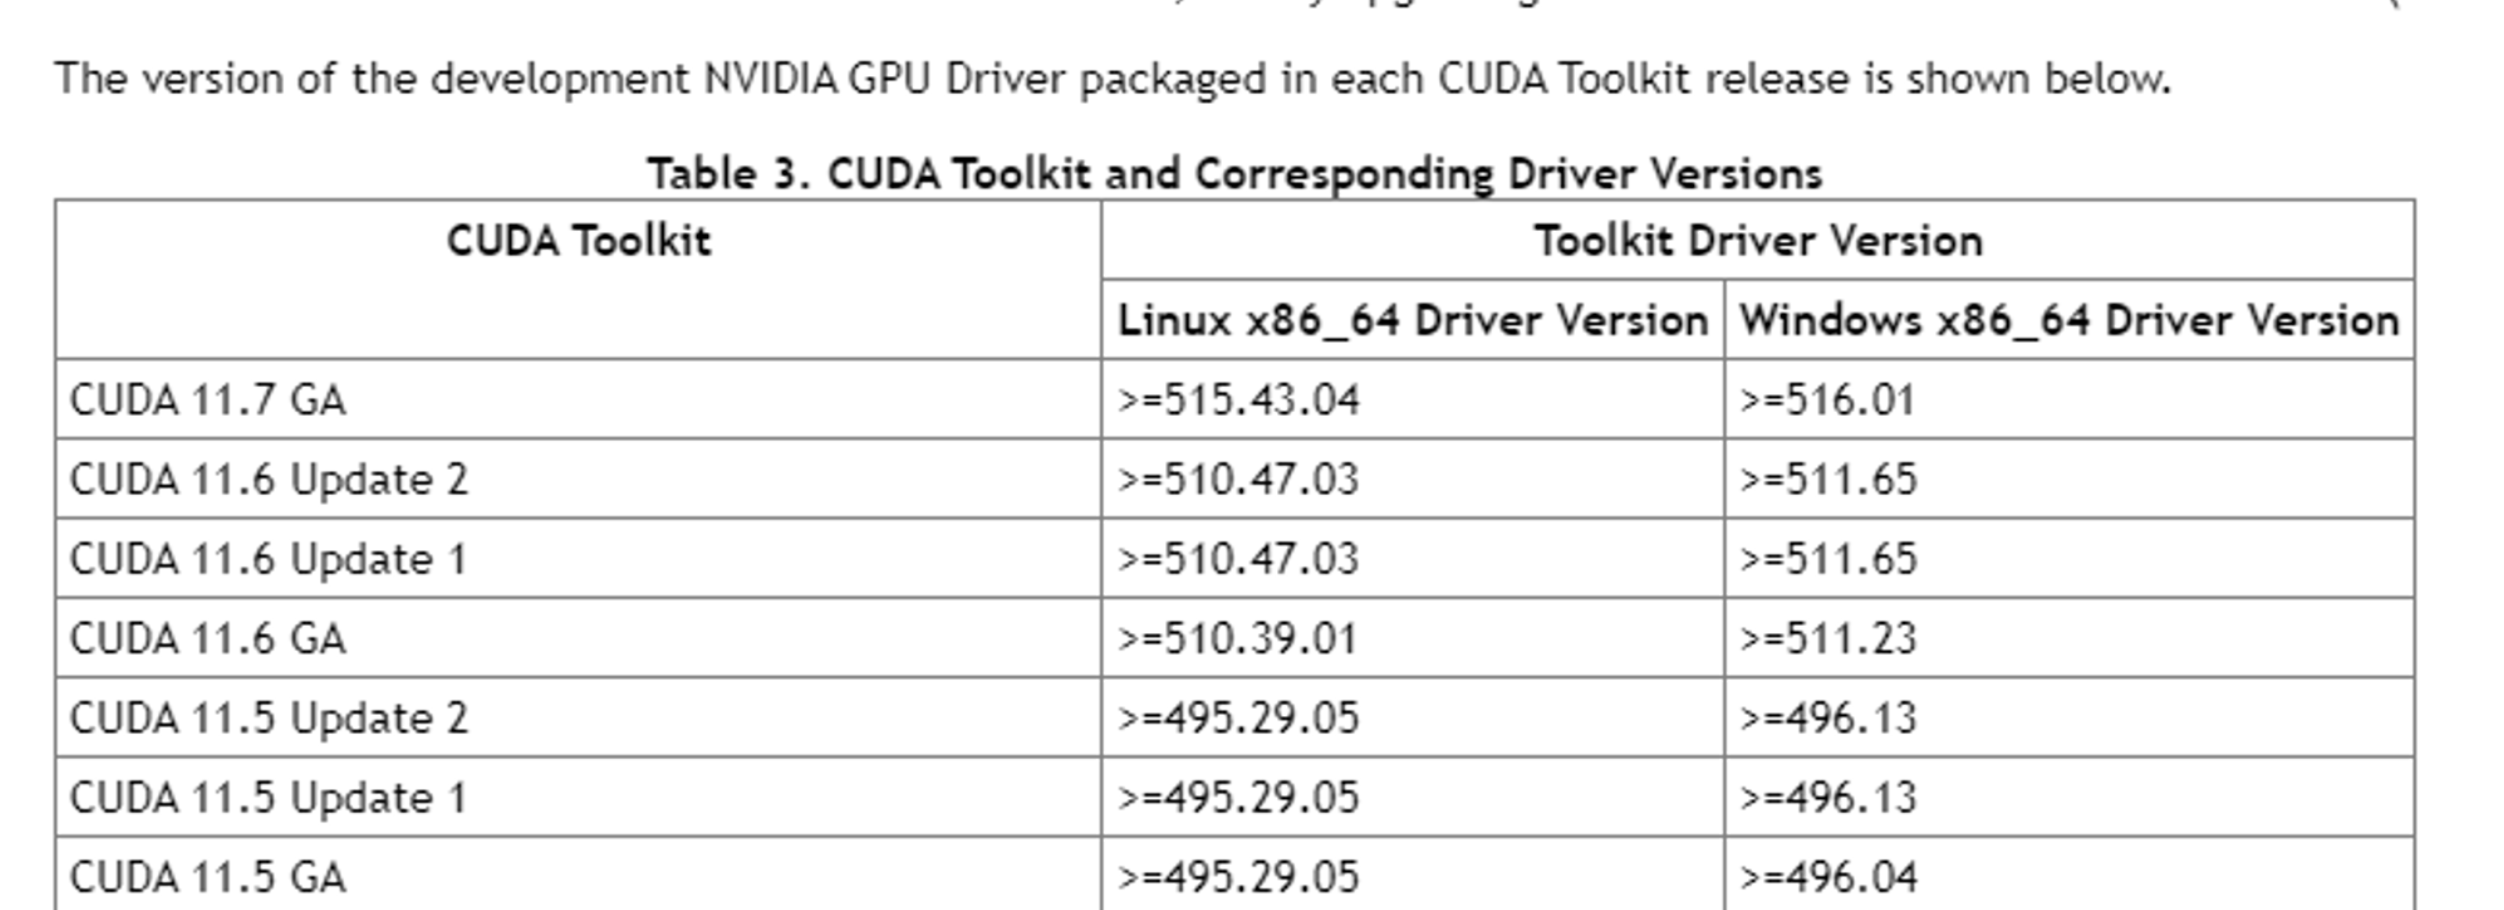 The version of the development NVIDIA GPU Driver packaged in each CUDA Toolkit release is shown below.
Table 3. CUDA Toolkit and Corresponding Driver Versions
CUDA Toolkit Toolkit Driver Version
Linux x86_64 Driver Version Windows x86_64 Driver Version
CUDA 11.7 GA >=515.43.04 >=516.01
CUDA 11.6 Update 2 >=510.47.03 >=511.65
CUDA 11.6 Update 1 >=510.47.03 >=511.65
CUDA 11.6 GA >=510.39.01 >=511.23
CUDA 11.5 Update 2 >=495.29.05 >=496.13
CUDA 11.5 Update 1 >=495.29.05 >=496.13
CUDA 11.5 GA >=495.29.05 >=496.04